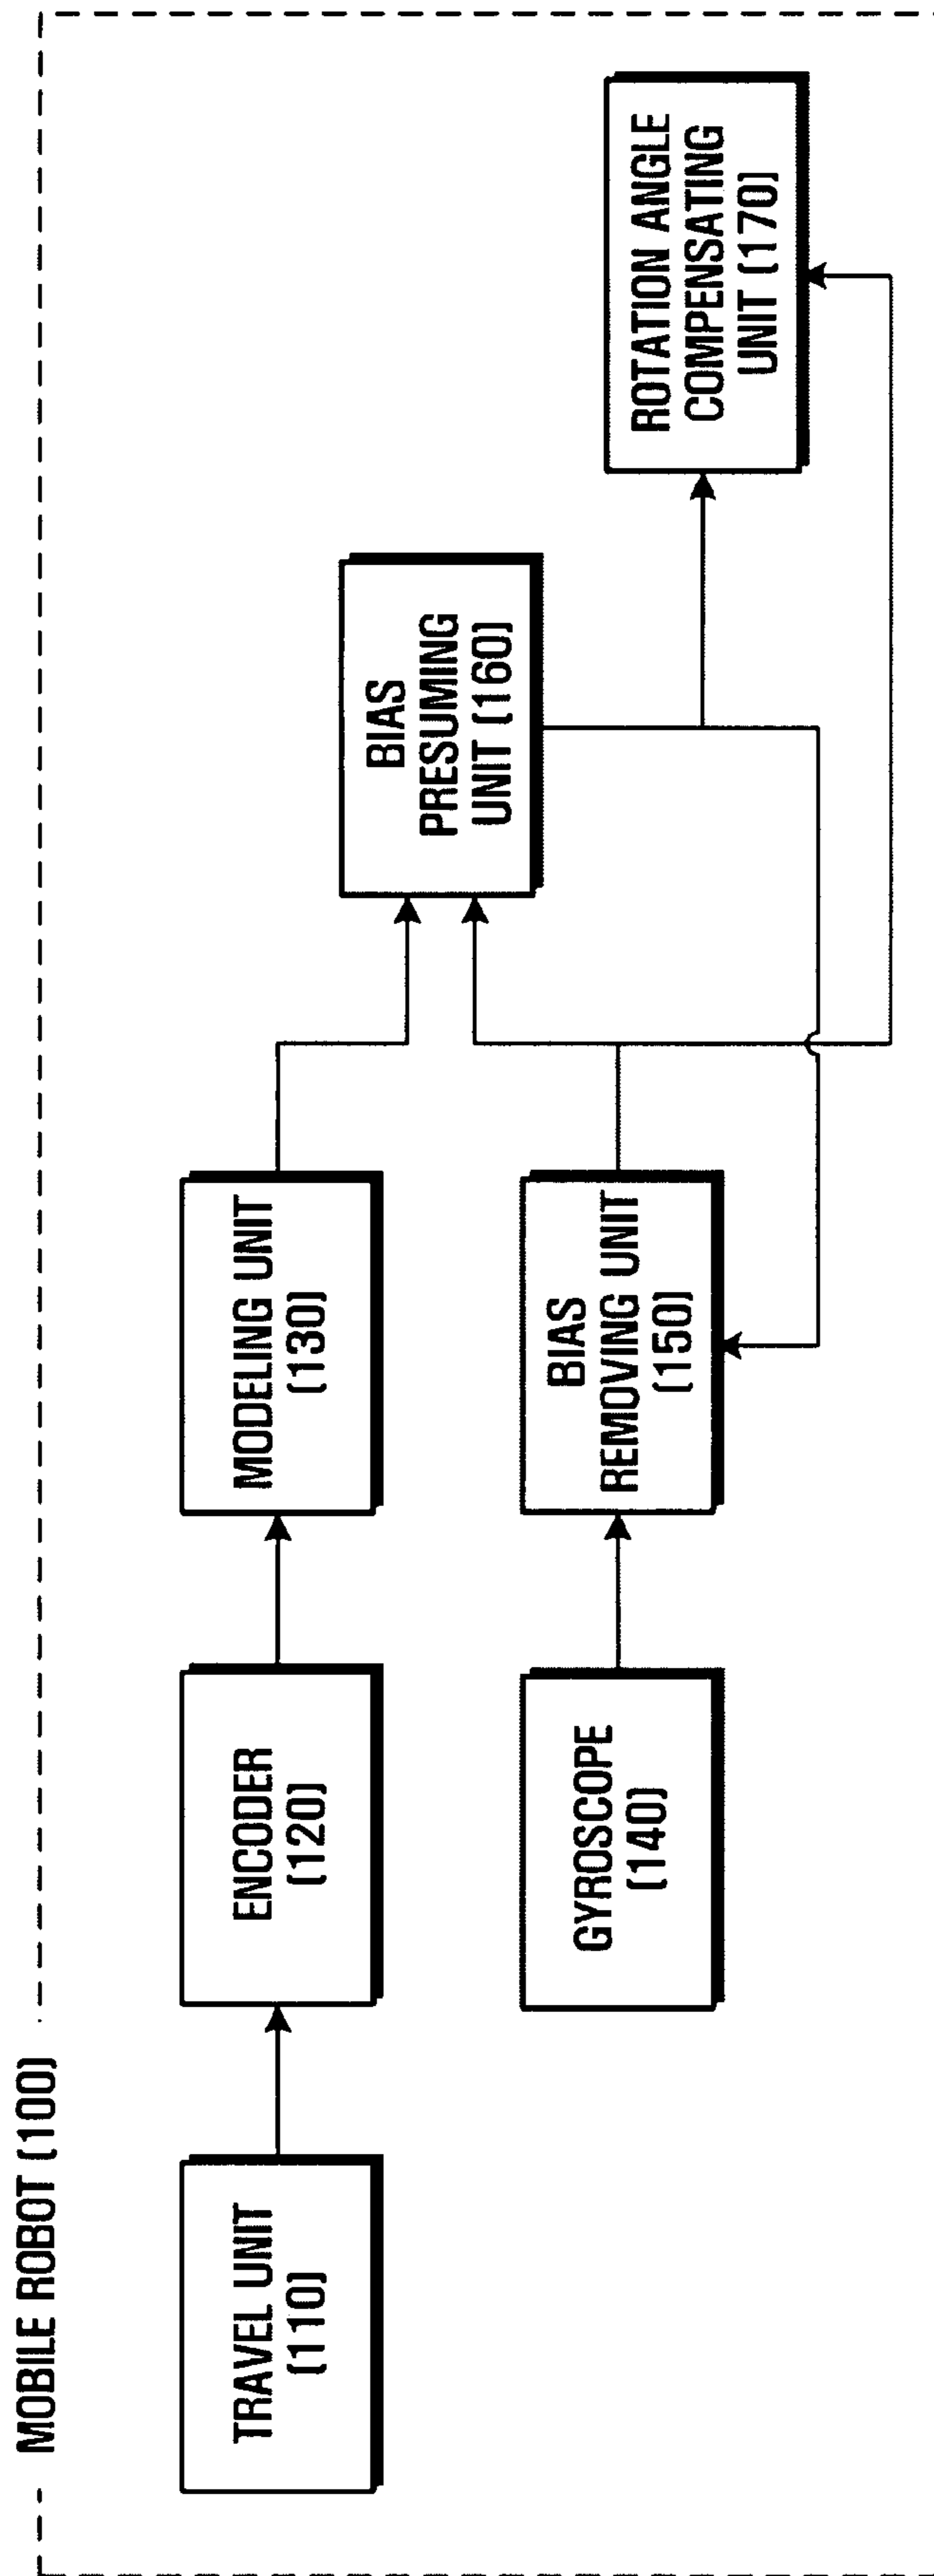 MOBILE ROBOT (100)
TRAVEL UNIT
(110)
ENCODER
(120)
MODELING UNIT
(130)
GYROSCOPE
(140)
BIAS
REMOVING UNIT
(150)
BIAS
PRESUMING
UNIT (160)
ROTATION ANGLE
COMPENSATING
UNIT (170)